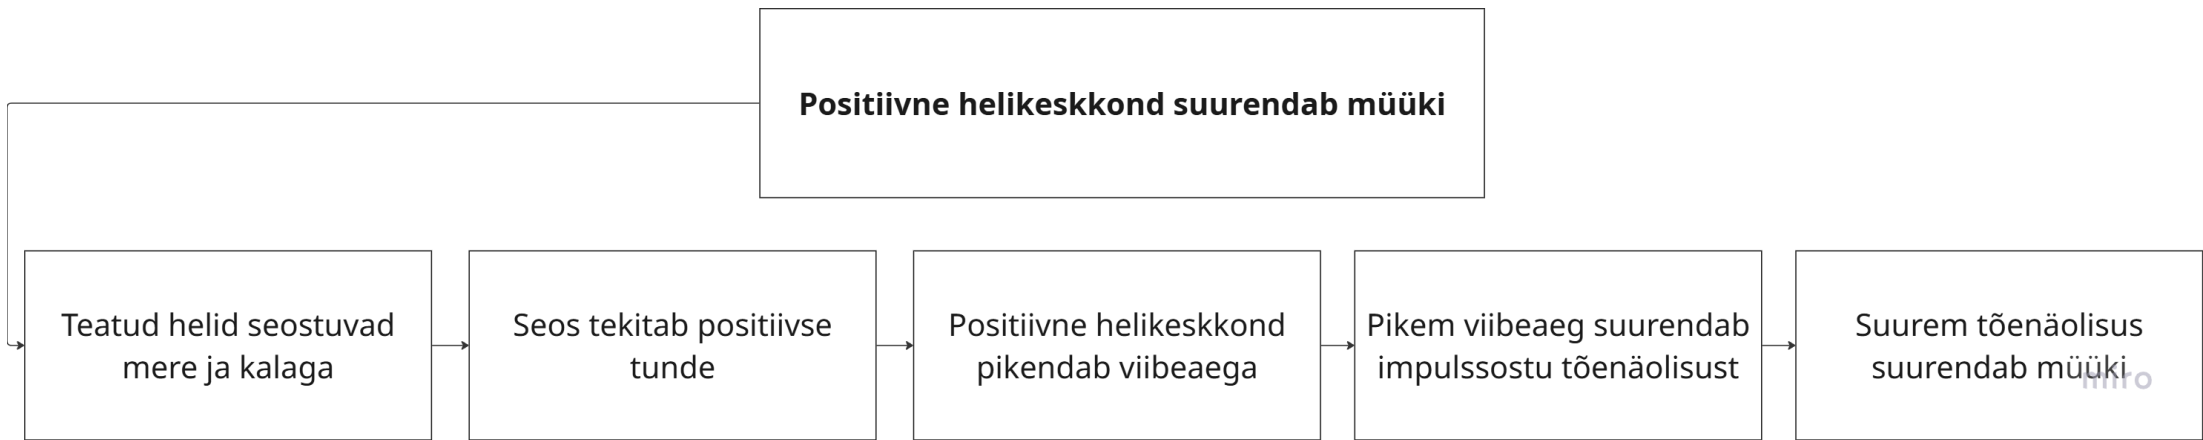 Positiivne helikeskkond suurendab müüki
Teatud helid seostuvad
mere ja kalaga
Seos tekitab positiivse
tunde
Positiivne helikeskkond
pikendab viibeaega
Pikem viibeaeg suurendab
impulssostu tõenäolisust
Suurem tõenäolisus
suurendab müüki
miro